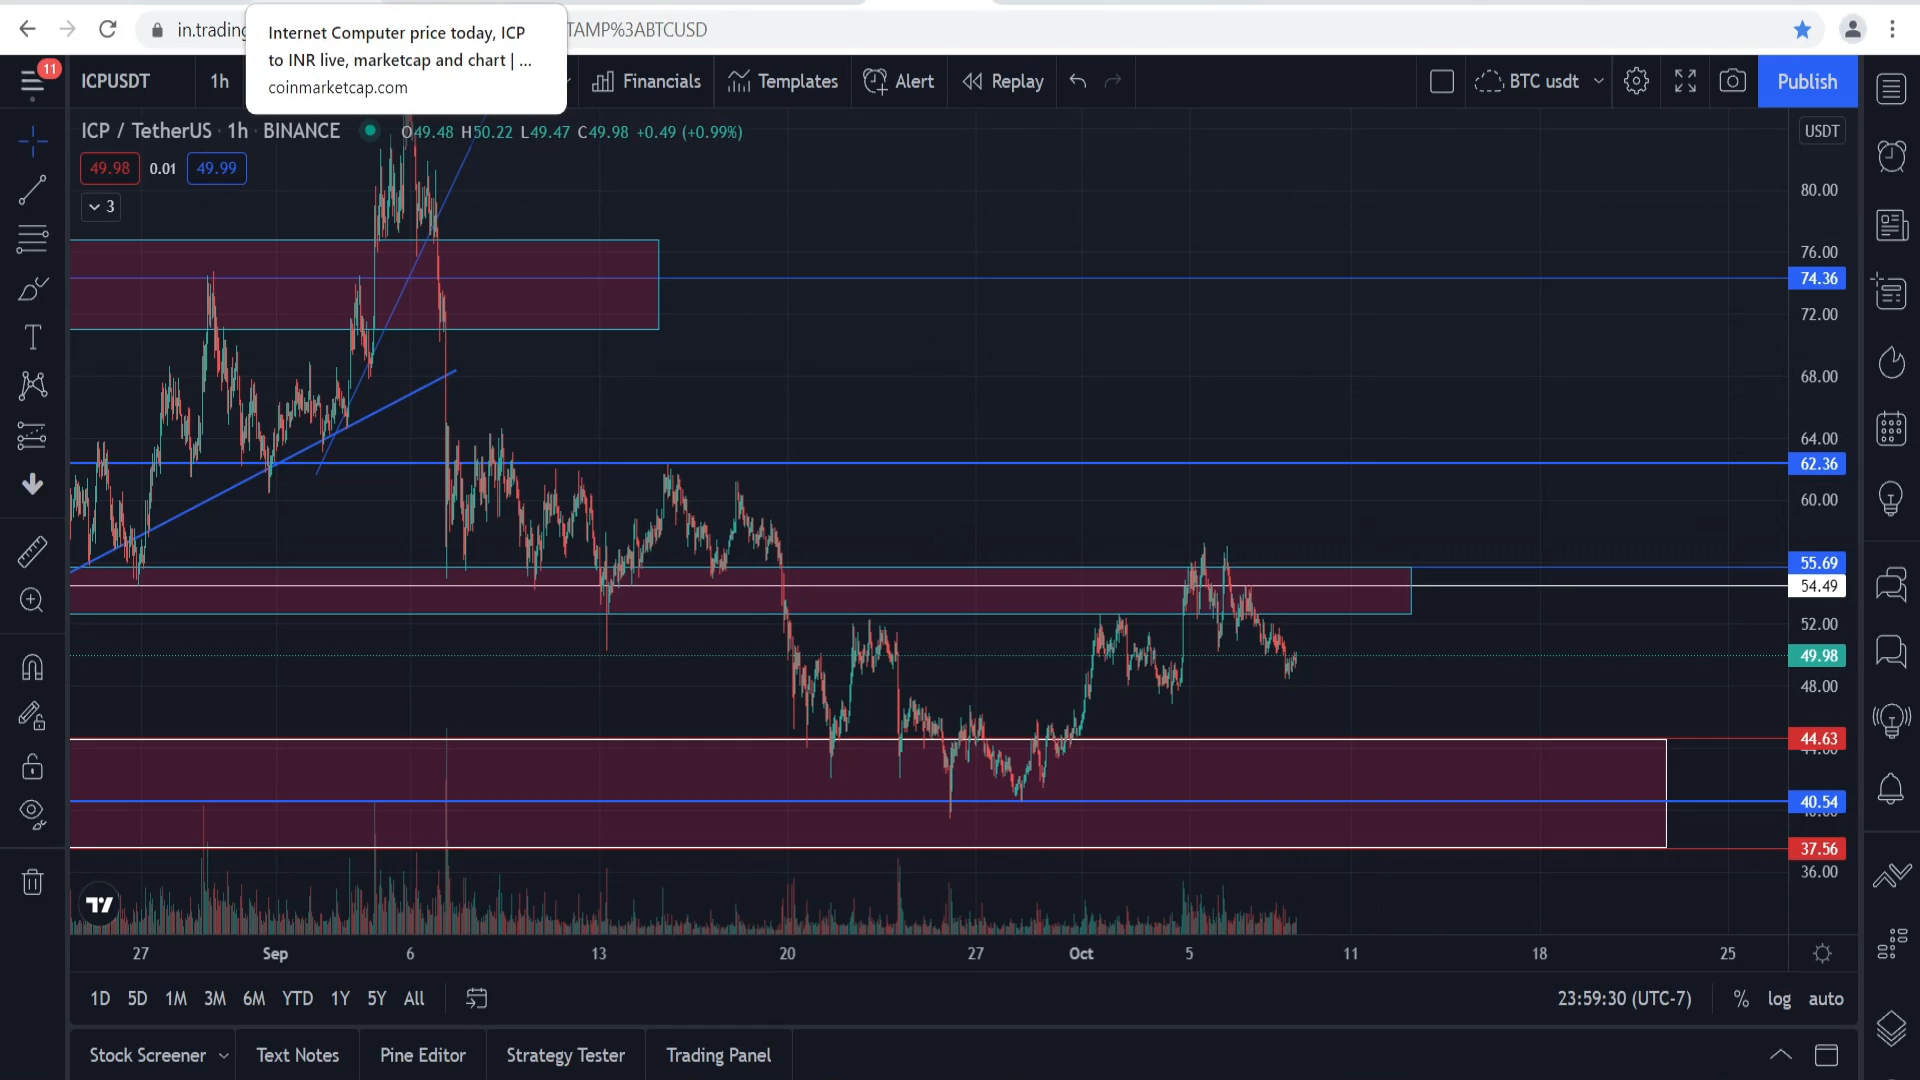 in.trading
TAMP%3ABTCUSD
Internet Computer price today, ICP
to INR live, marketcap and chart | ...
coinmarketcap.com
11
ICPUSDT
1h
Financials
Templates
Alert
Replay
BTC usdt
Publish
ICP / TetherUS · 1h · BINANCE
O49.48 H50.22 L49.47 C49.98 +0.49 (+0.99%)
USDT
49.98
0.01
49.99
3
80.00
76.00
74.36
72.00
68.00
64.00
62.36
60.00
55.69
54.49
52.00
49.98
48.00
44.63
40.54
37.56
36.00
27
Sep
6
13
20
27
Oct
5
11
18
25
1D
5D
1M
3M
6M
YTD
1Y
5Y
All
23:59:30 (UTC-7)
%
log
auto
Stock Screener
Text Notes
Pine Editor
Strategy Tester
Trading Panel